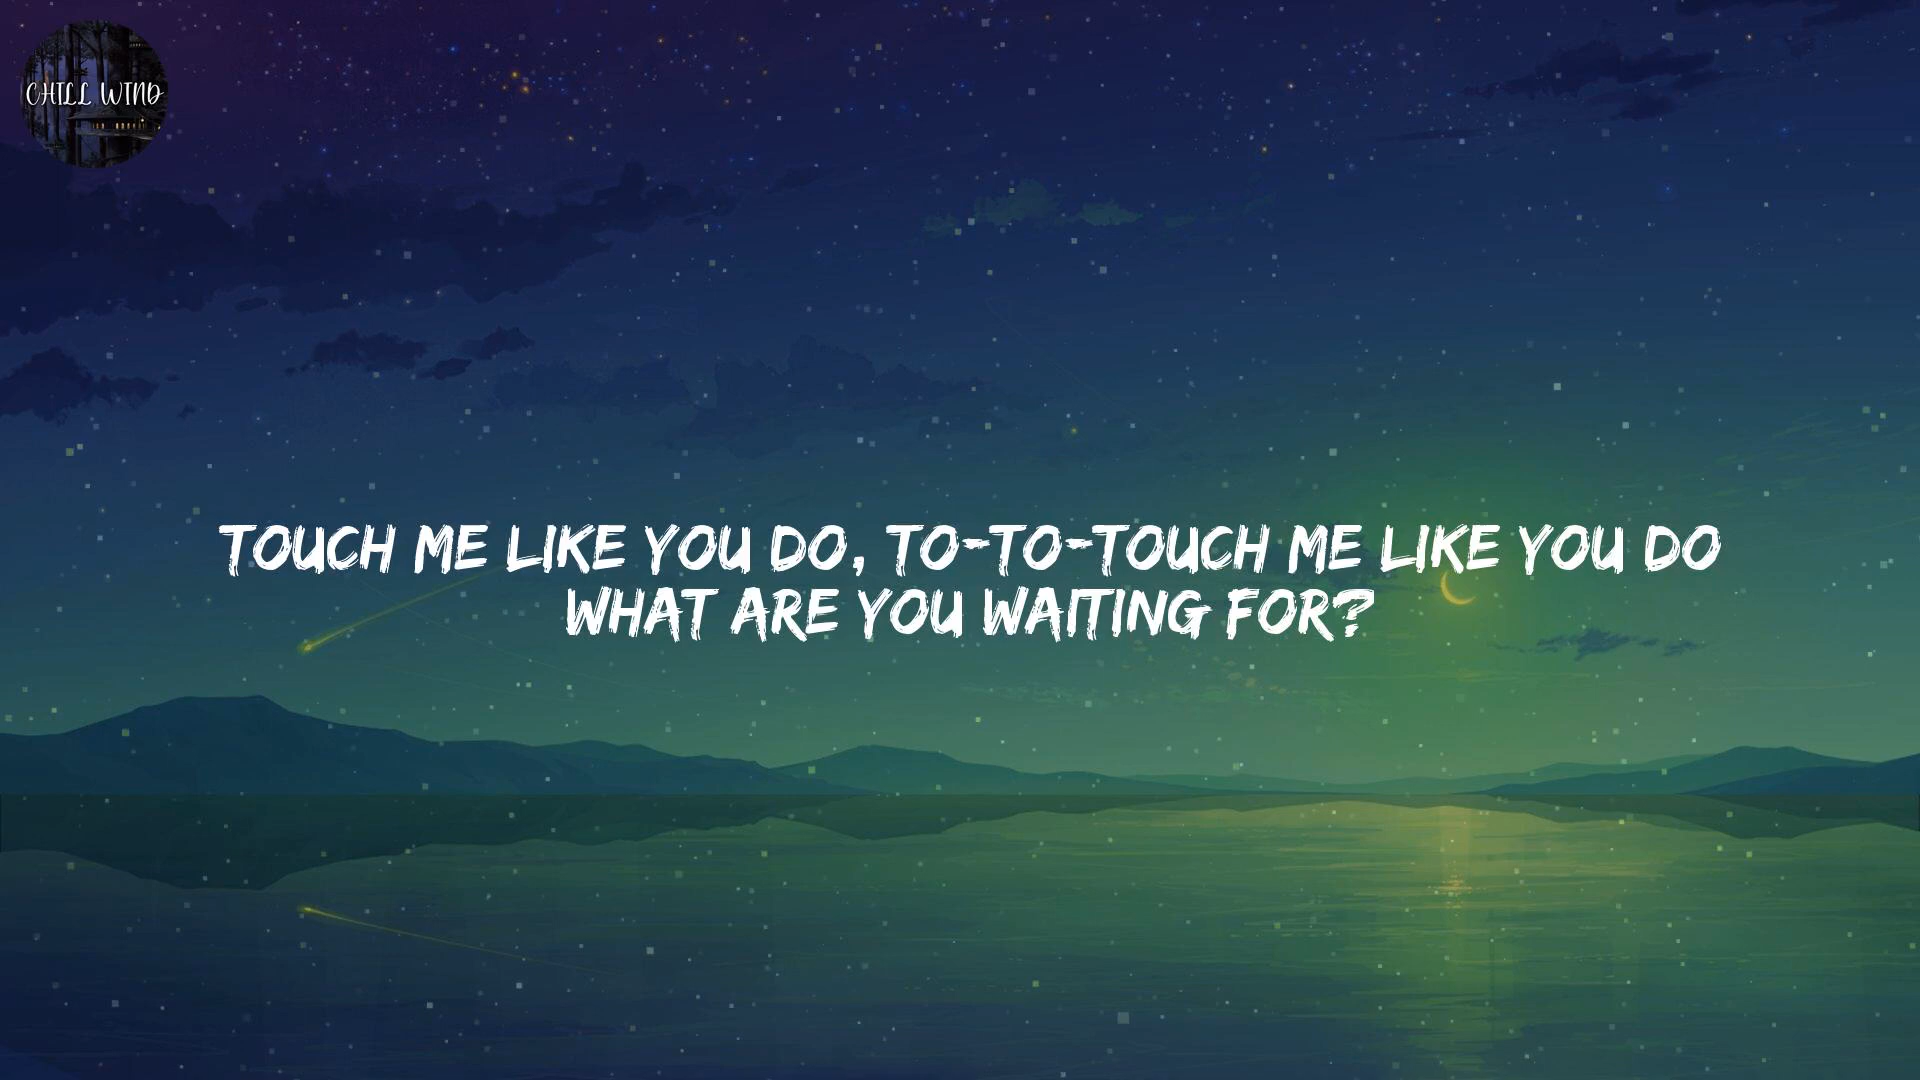 CHILL WIND
TOUCH ME LIKE YOU DO, TO-TO-TOUCH ME LIKE YOU DO
WHAT ARE YOU WAITING FOR?